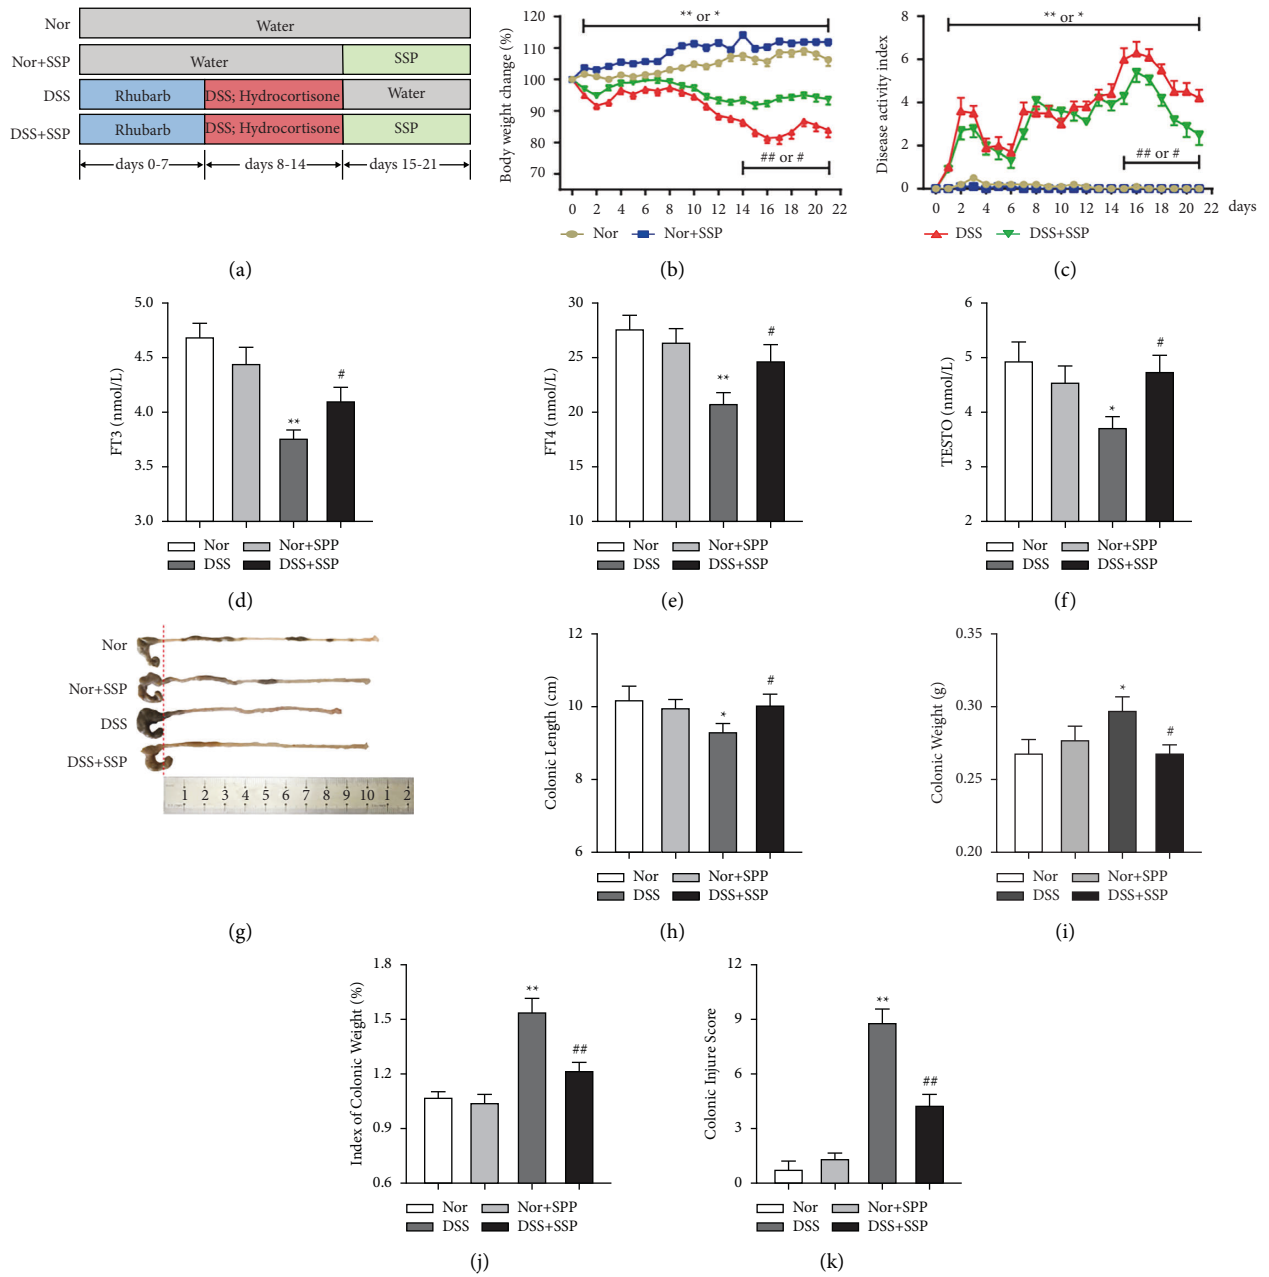 Nor
Water
Nor+SSP
Water
SSP
DSS
Rhubarb
DSS; Hydrocortisone
Water
DSS+SSP
Rhubarb
DSS; Hydrocortisone
SSP
days 0-7
days 8-14
days 15-21
(a)
Body weight change (%)
120
110
100
90
80
70
** or *
## or #
0 2 4 6 8 10 12 14 16 18 20 22
Nor
Nor+SSP
(b)
Disease activity index
8
6
4
2
0
** or *
## or #
0 2 4 6 8 10 12 14 16 18 20 22
days
DSS
DSS+SSP
(c)
FT3 (nmol/L)
5.0
4.5
4.0
3.5
3.0
**
#
Nor
Nor+SPP
DSS
DSS+SSP
(d)
FT4 (nmol/L)
30
25
20
15
10
**
#
Nor
Nor+SPP
DSS
DSS+SSP
(e)
TESTO (nmol/L)
6
5
4
3
2
*
#
Nor
Nor+SPP
DSS
DSS+SSP
(f)
Nor
Nor+SSP
DSS
DSS+SSP
1 2 3 4 5 6 7 8 9 10 1 2
(g)
Colonic Length (cm)
12
10
8
6
*
#
Nor
Nor+SPP
DSS
DSS+SSP
(h)
Colonic Weight (g)
0.35
0.30
0.25
0.20
*
#
Nor
Nor+SPP
DSS
DSS+SSP
(i)
Index of Colonic Weight (%)
1.8
1.5
1.2
0.9
0.6
**
##
Nor
Nor+SPP
DSS
DSS+SSP
(j)
Colonic Injure Score
12
9
6
3
0
**
##
Nor
Nor+SPP
DSS
DSS+SSP
(k)